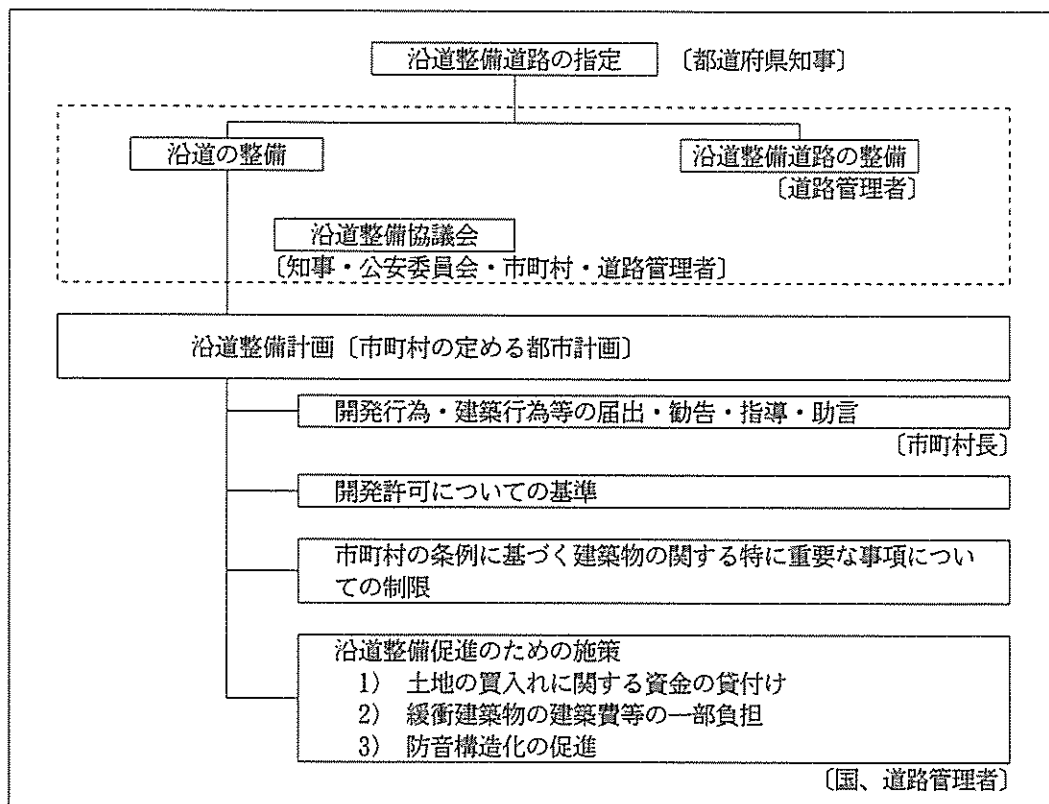 沿道整備道路の指定 〔都道府県知事〕
沿道の整備
沿道整備道路の整備
〔道路管理者〕
沿道整備協議会
〔知事・公安委員会・市町村・道路管理者〕
沿道整備計画〔市町村の定める都市計画〕
開発行為・建築行為等の届出・勧告・指導・助言
〔市町村長〕
開発許可についての基準
市町村の条例に基づく建築物の関する特に重要な事項につい
ての制限
沿道整備促進のための施策
1) 土地の買入れに関する資金の貸付け
2) 緩衝建築物の建築費等の一部負担
3) 防音構造化の促進
〔国、道路管理者〕